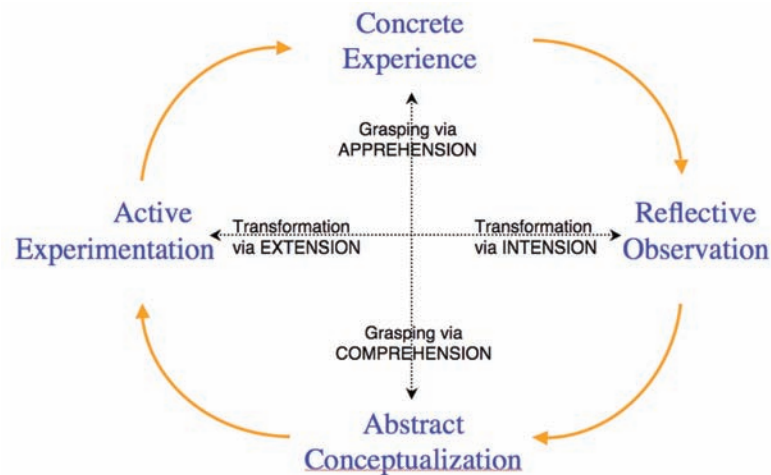 Concrete
Experience
Grasping via
APPREHENSION
Active
Experimentation
Transformation
via EXTENSION
Transformation
via INTENSION
Reflective
Observation
Grasping via
COMPREHENSION
Abstract
Conceptualization